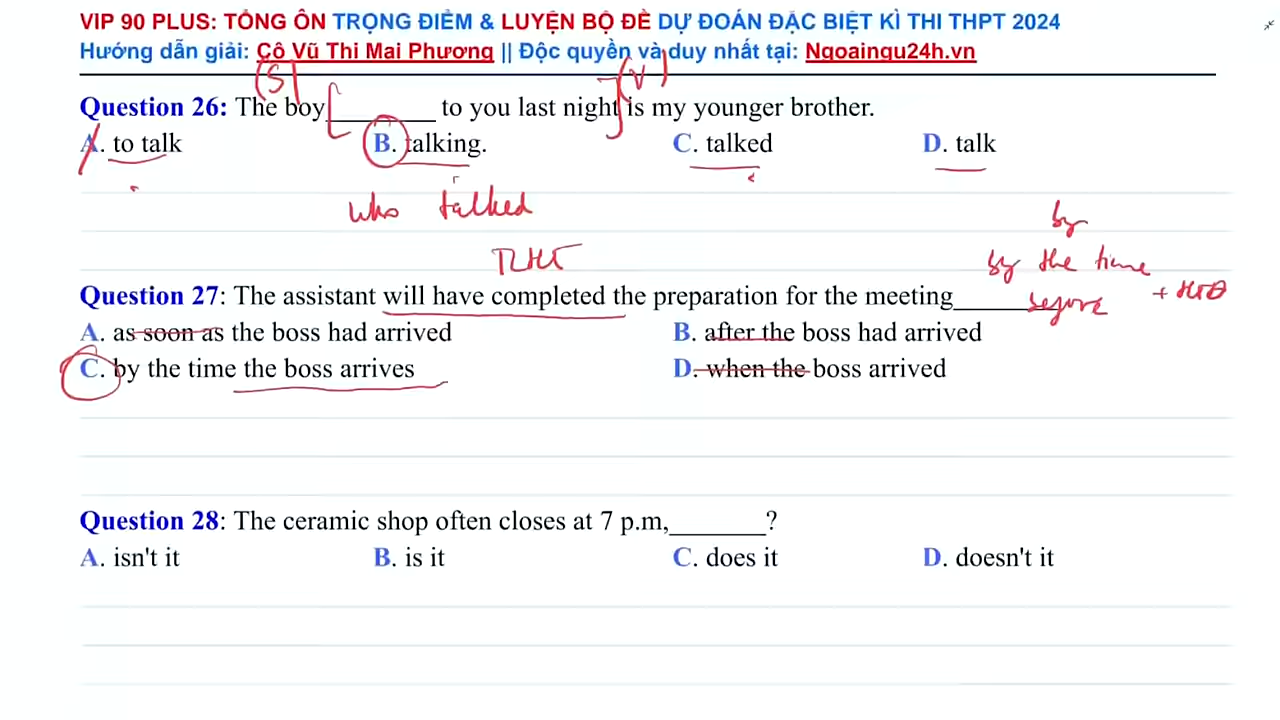 VIP 90 PLUS: TỔNG ÔN TRỌNG ĐIỂM & LUYỆN BỘ ĐỀ DỰ ĐOÁN ĐẶC BIỆT KÌ THI THPT 2024
Hướng dẫn giải: Cô Vũ Thị Mai Phương || Độc quyền và duy nhất tại: Ngoaingu24h.vn
(S) (V)
Question 26: The boy________ to you last night is my younger brother.
A. to talk B. talking. C. talked D. talk
who talked
by
TLHT by the time
Question 27: The assistant will have completed the preparation for the meeting________ before + HTĐ
A. as soon as the boss had arrived B. after the boss had arrived
C. by the time the boss arrives D. when the boss arrived
Question 28: The ceramic shop often closes at 7 p.m,_______?
A. isn't it B. is it C. does it D. doesn't it